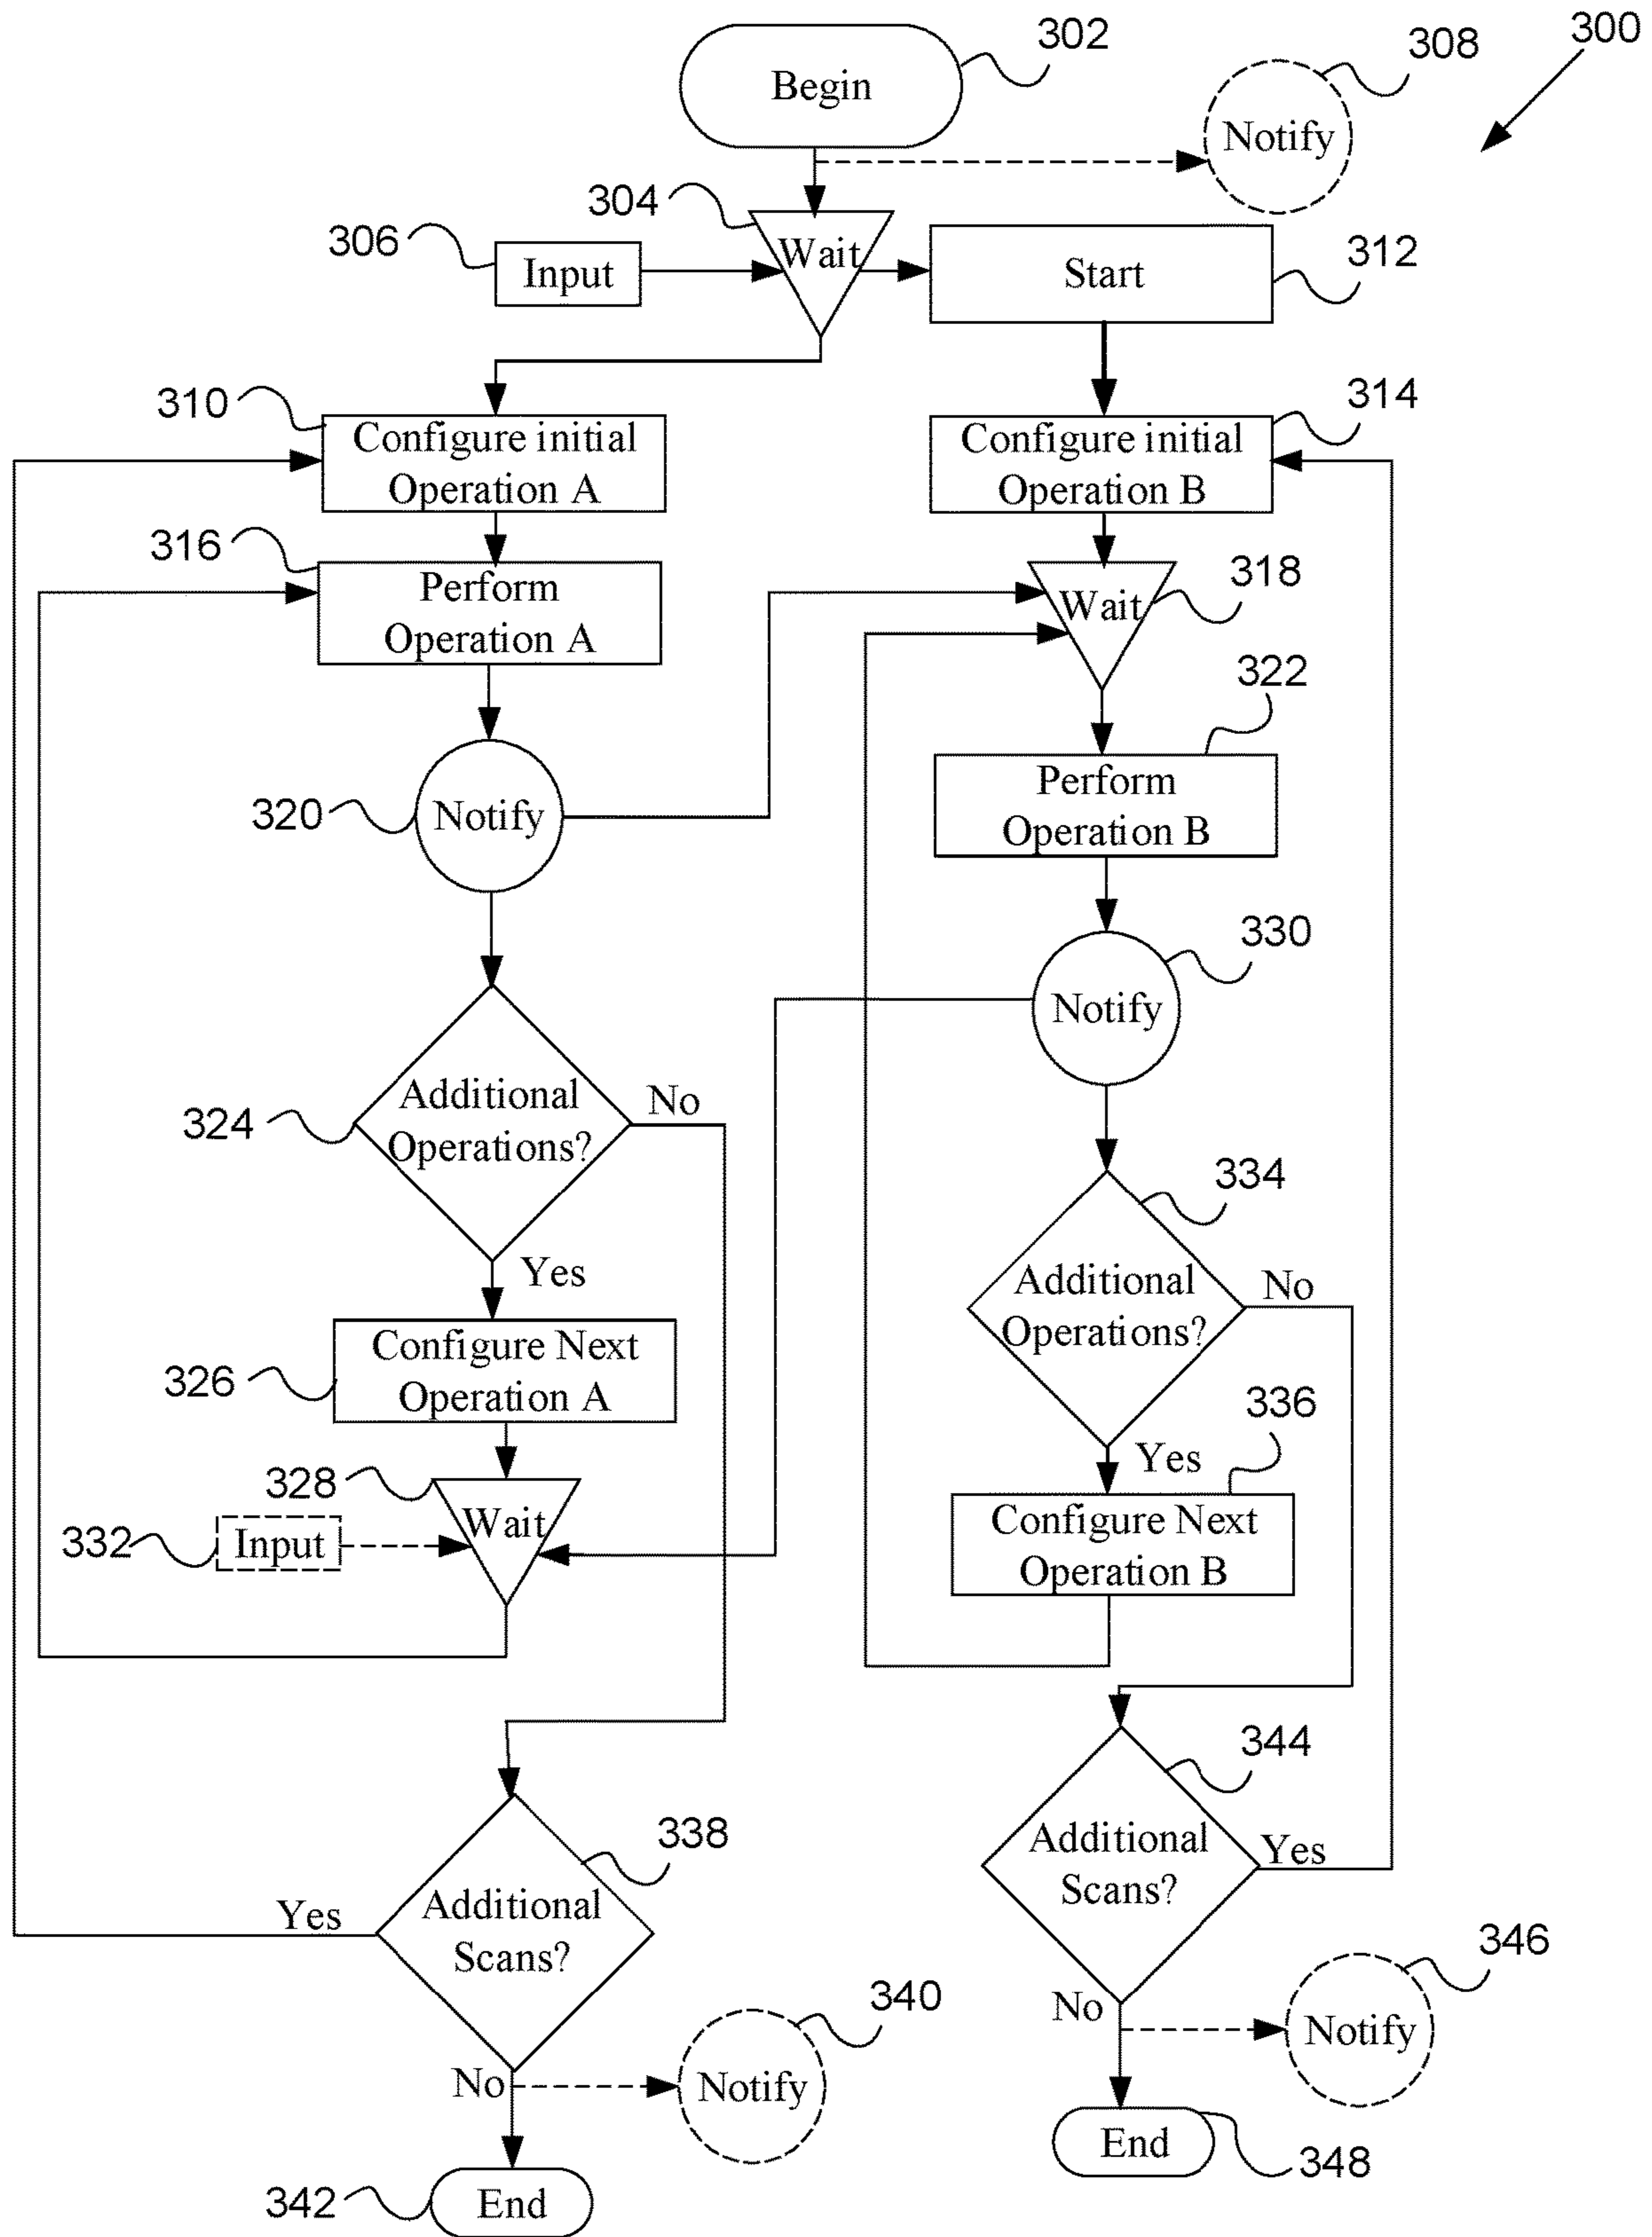 302
308
300
Begin
Notify
304
306
Wait
Input
Start
312
310
314
Configure initial
Operation A
Configure initial
Operation B
316
Perform
Operation A
Wait
318
322
320
Notify
Perform
Operation B
330
Notify
324
Additional
Operations?
No
334
Additional
Operations?
No
Yes
326
Configure Next
Operation A
336
Yes
328
Wait
332
Input
Configure Next
Operation B
344
338
Additional
Scans?
Yes
Additional
Scans?
Yes
346
340
No
Notify
No
Notify
End
348
342
End